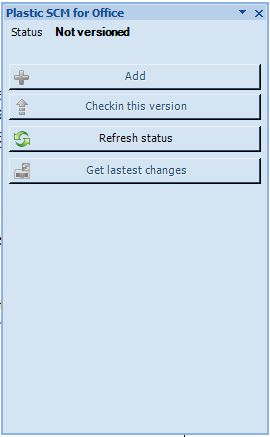 Plastic SCM for Office
Status Not versioned
Add
Checkin this version
Refresh status
Get lastest changes